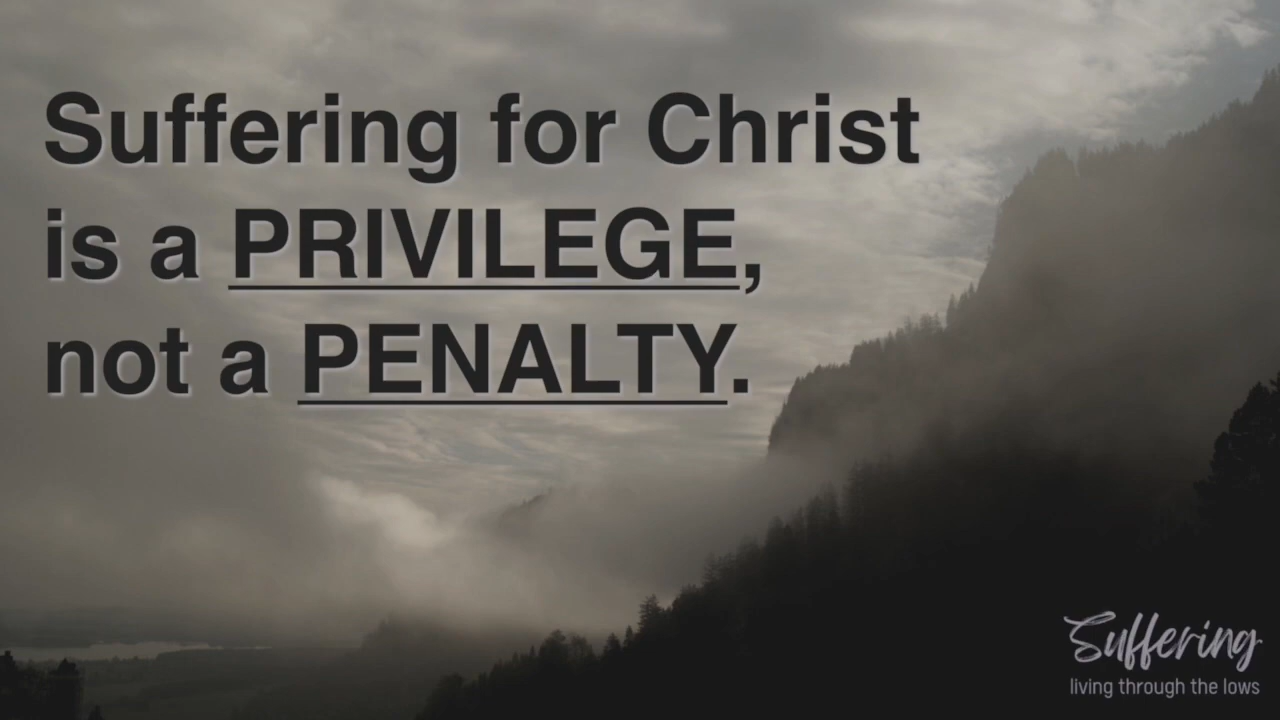 Suffering for Christ
is a PRIVILEGE,
not a PENALTY.
Suffering
living through the lows